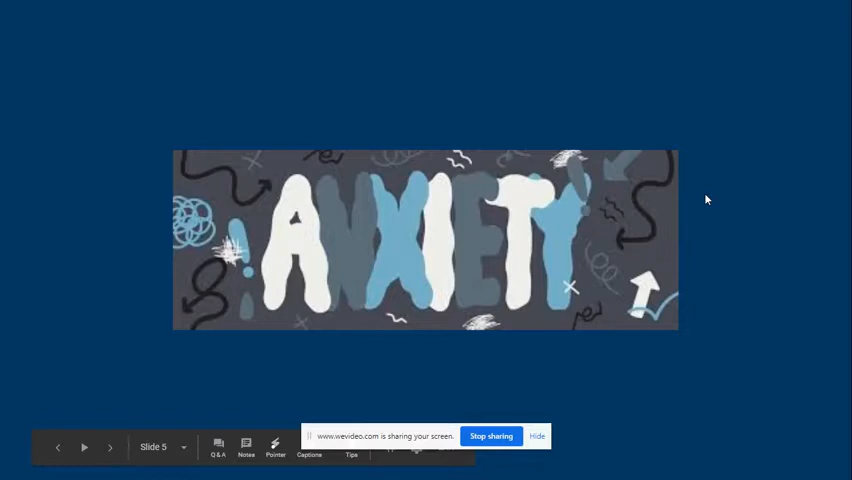 ANXIETY
www.wevideo.com is sharing your screen. Stop sharing Hide
Slide 5
Q & A Notes Pointer Captions Tips